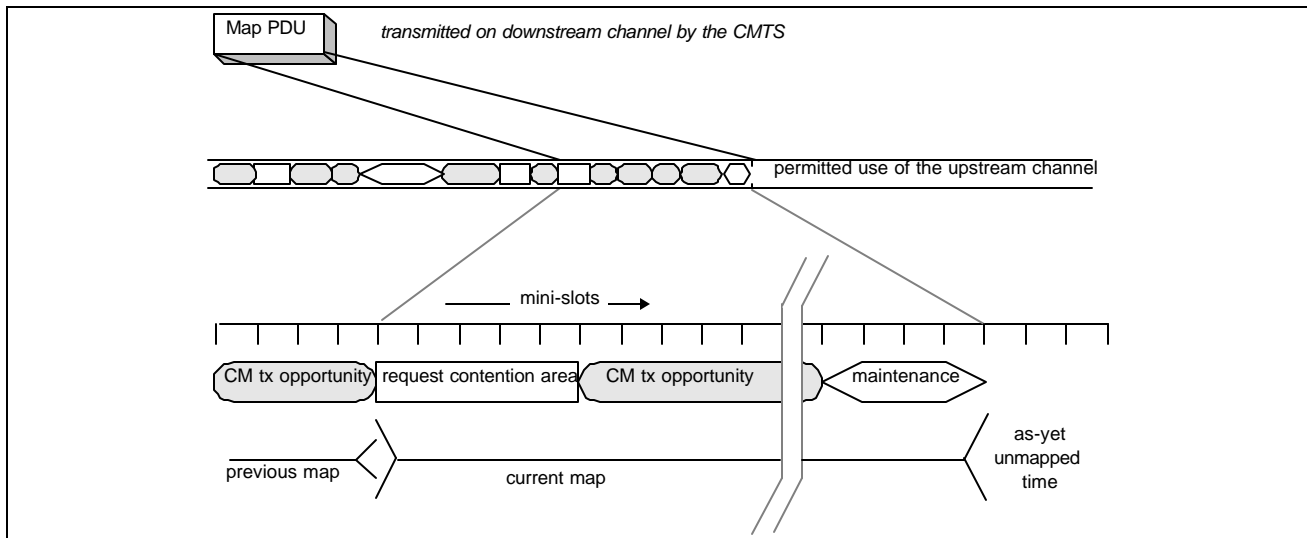 Map PDU
transmitted on downstream channel by the CMTS
permitted use of the upstream channel
mini-slots
CM tx opportunity
request contention area
CM tx opportunity
maintenance
previous map
current map
as-yet
unmapped
time